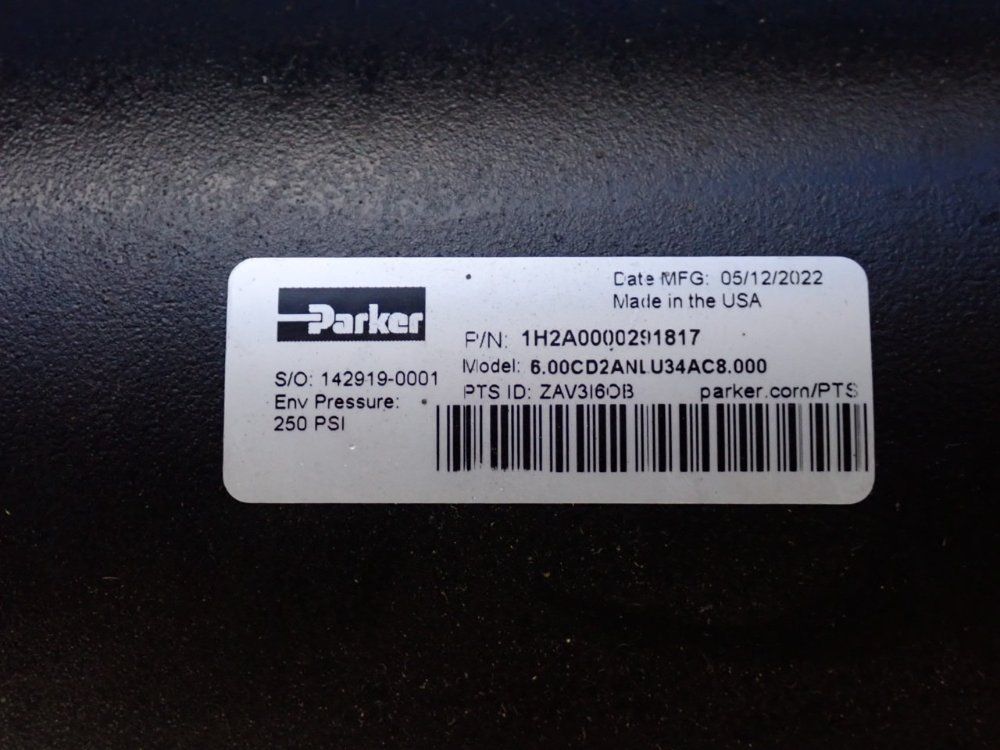 Date MFG: 05/12/2022
Made in the USA
Parker
P/N: 1H2A0000291817
Model: 6.00CD2ANLU34AC8.000
S/O: 142919-0001
PTS ID: ZAV3I6OB parker.com/PTS
Env Pressure:
250 PSI